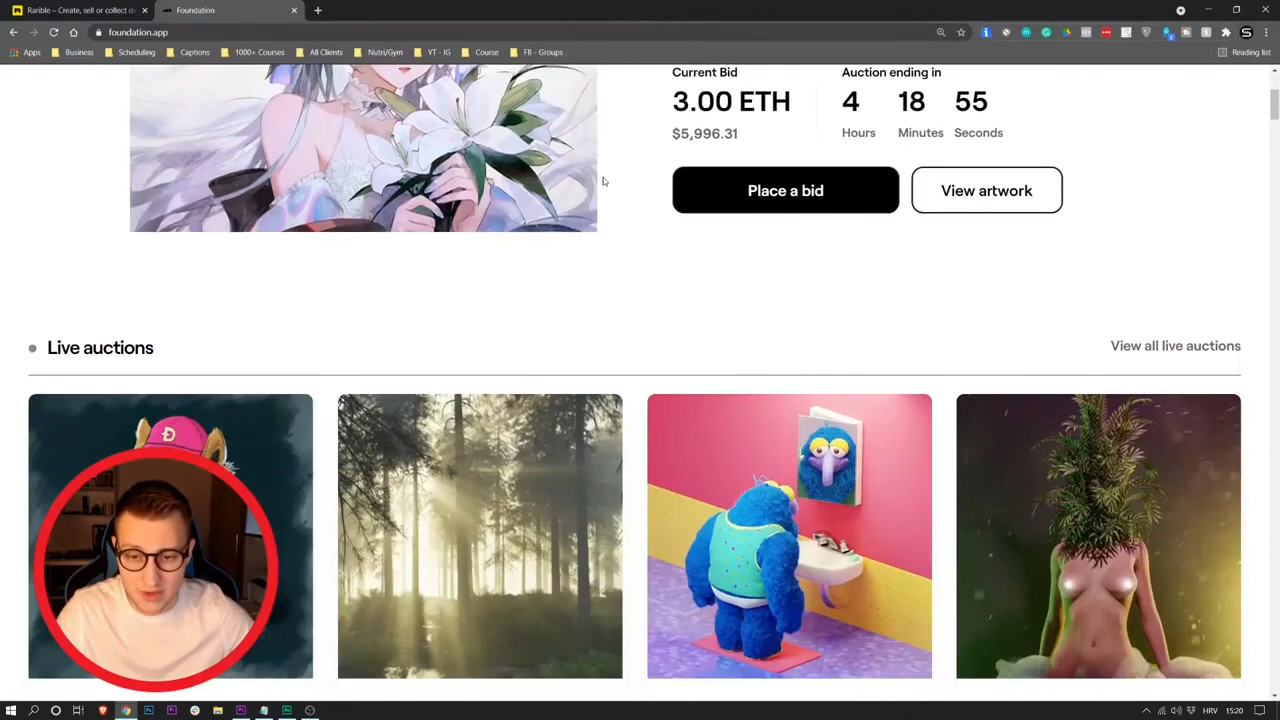 Rarible – Create, sell or collect di
Foundation
foundation.app
Apps
Business
Scheduling
Captions
1000+ Courses
All Clients
Nutri/Gym
YT - IG
Course
FB - Groups
Reading list
Current Bid
Auction ending in
3.00 ETH
4
18
55
$5,996.31
Hours
Minutes
Seconds
Place a bid
View artwork
Live auctions
View all live auctions
D
HRV
15:20